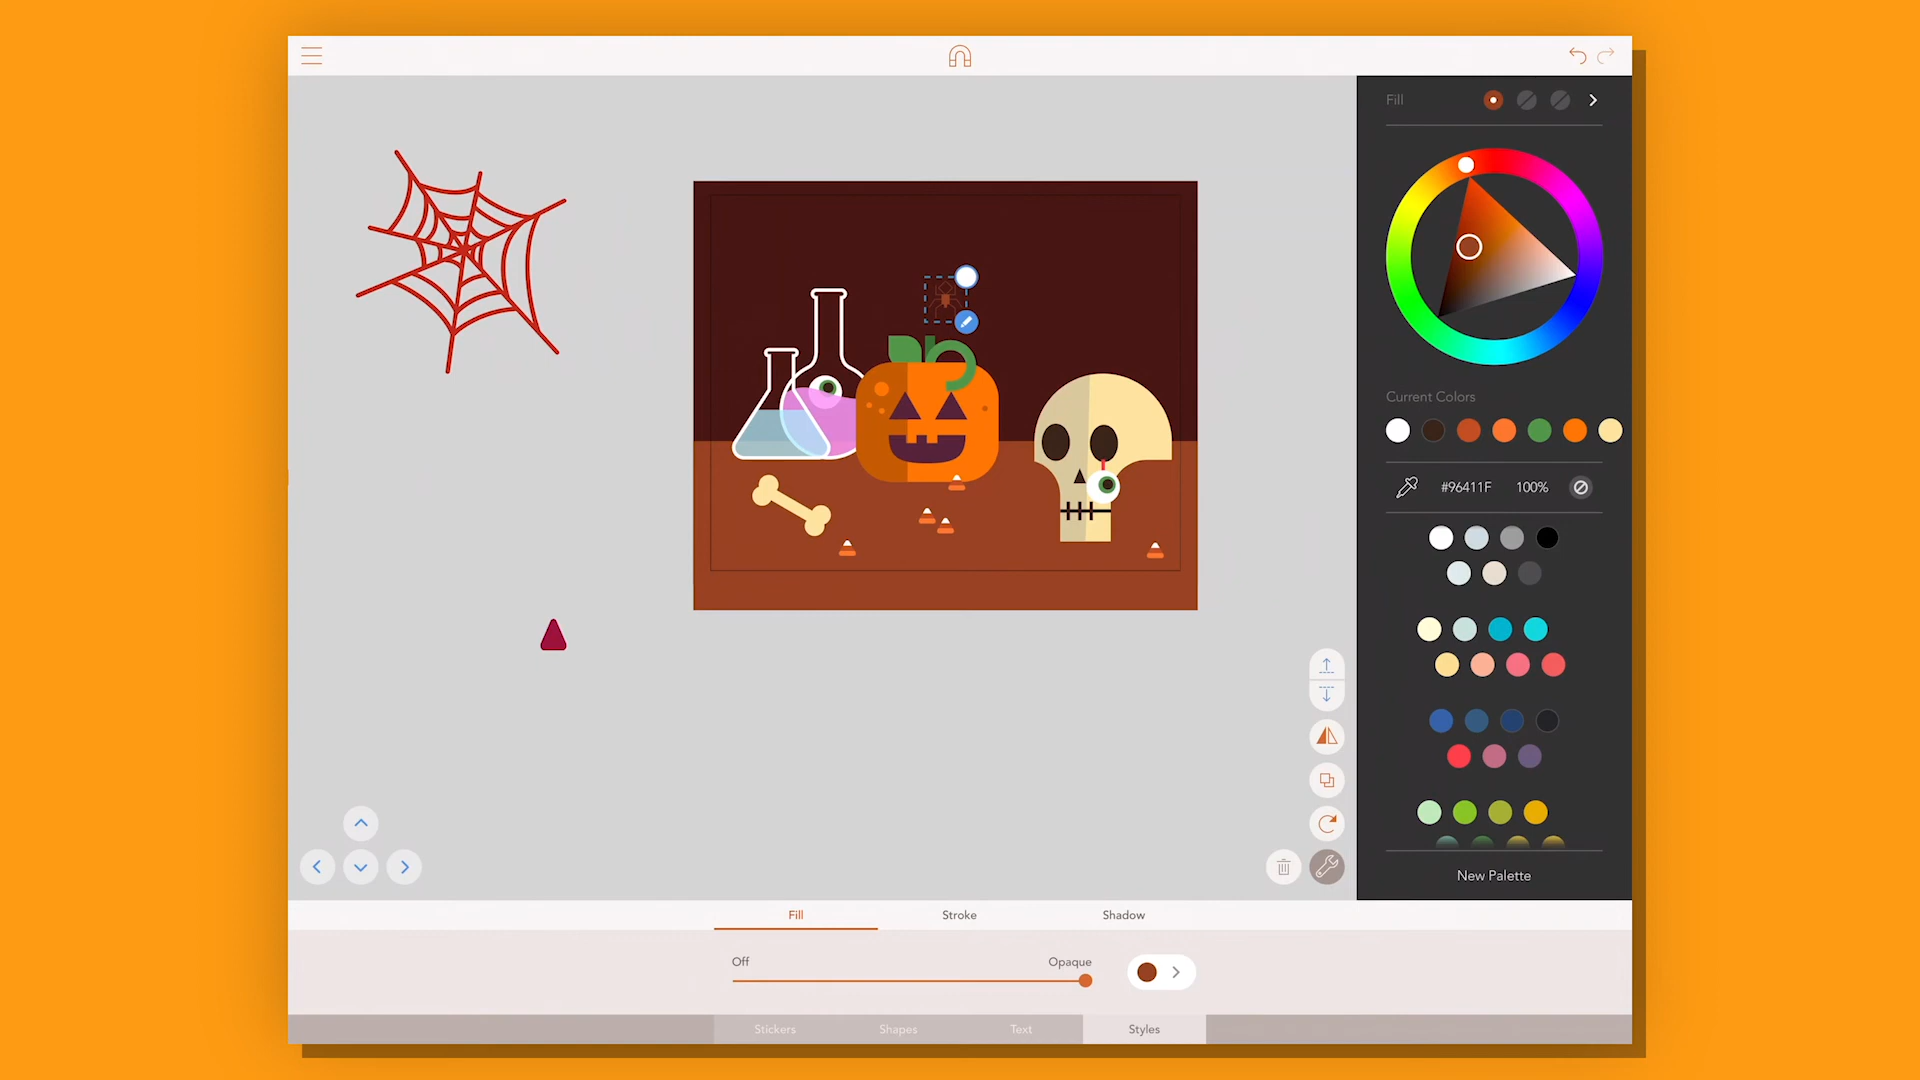 Fill
Current Colors
#96411F 100%
New Palette
Fill Stroke Shadow
Off Opaque
Stickers Shapes Text Styles